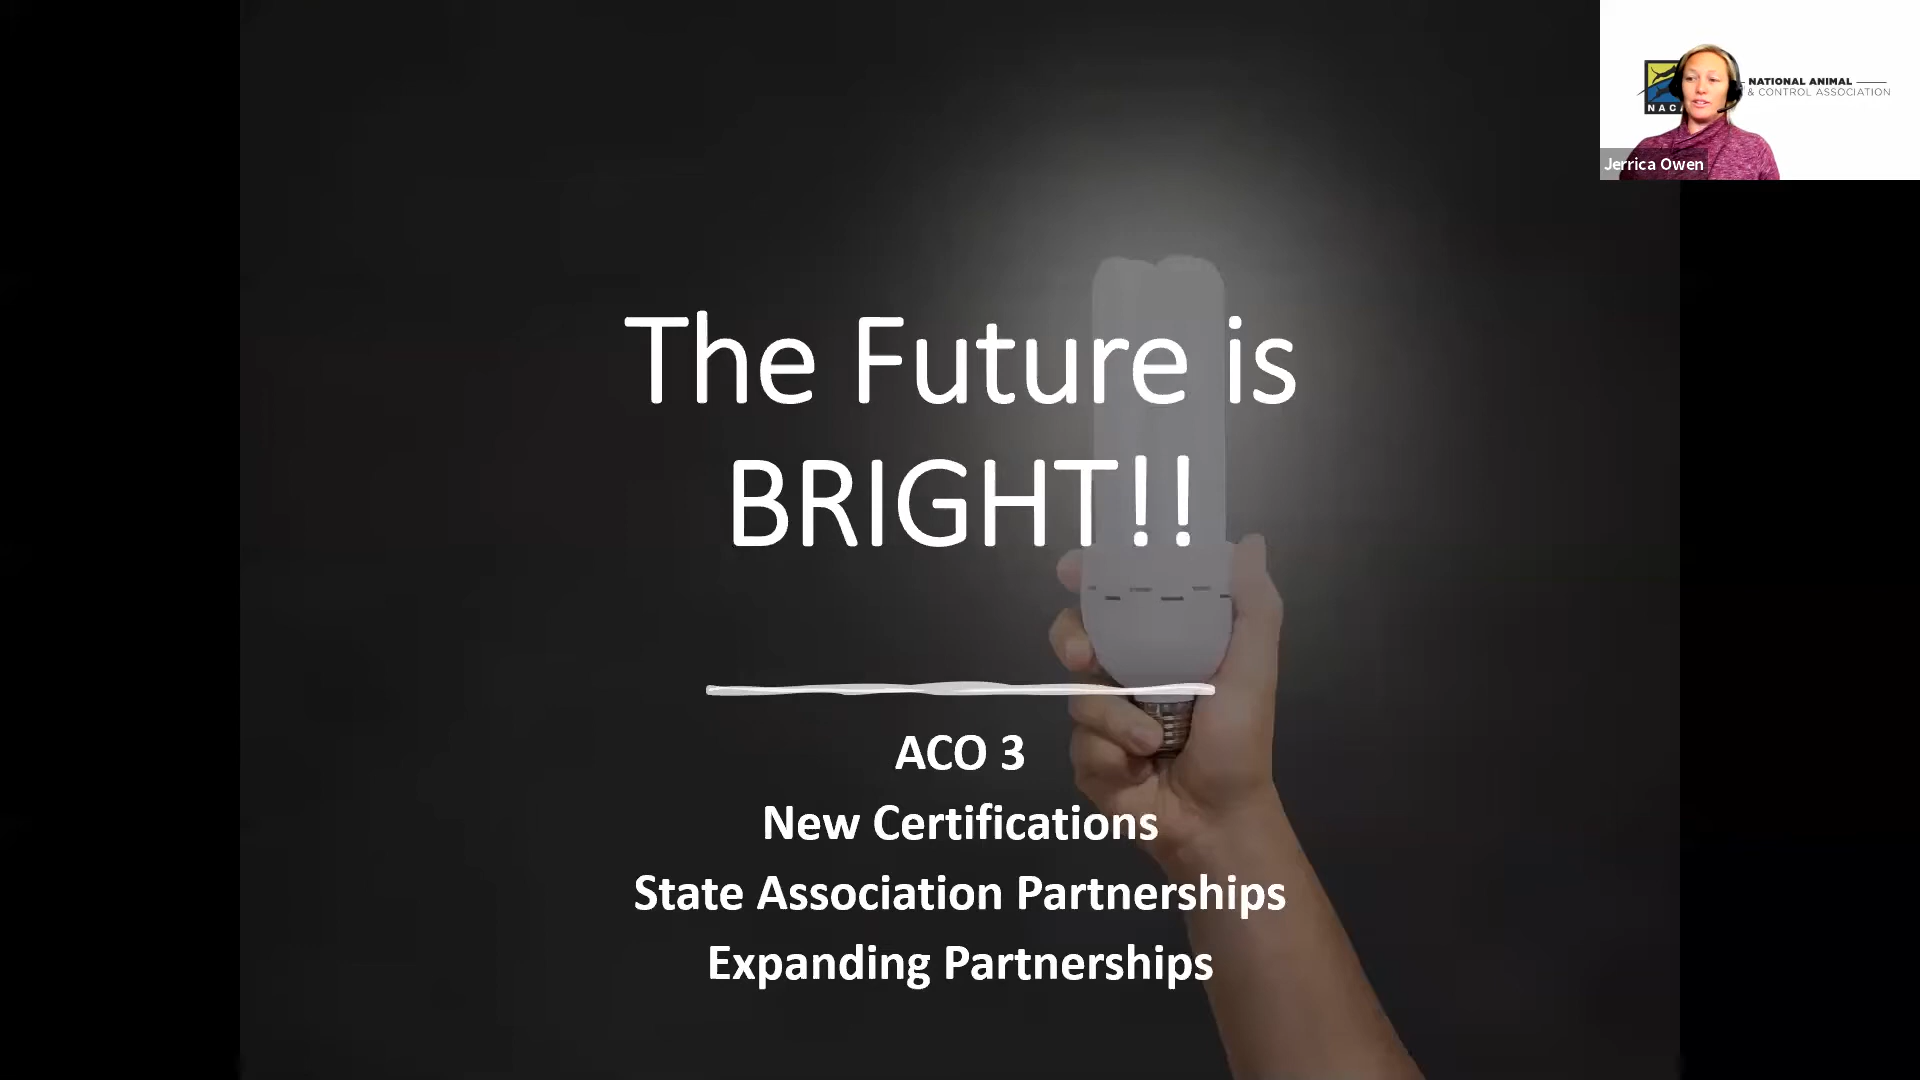 The Future is
BRIGHT!!
ACO 3
New Certifications
State Association Partnerships
Expanding Partnerships
NAC
NATIONAL ANIMAL
& CONTROL ASSOCIATION
Jerrica Owen